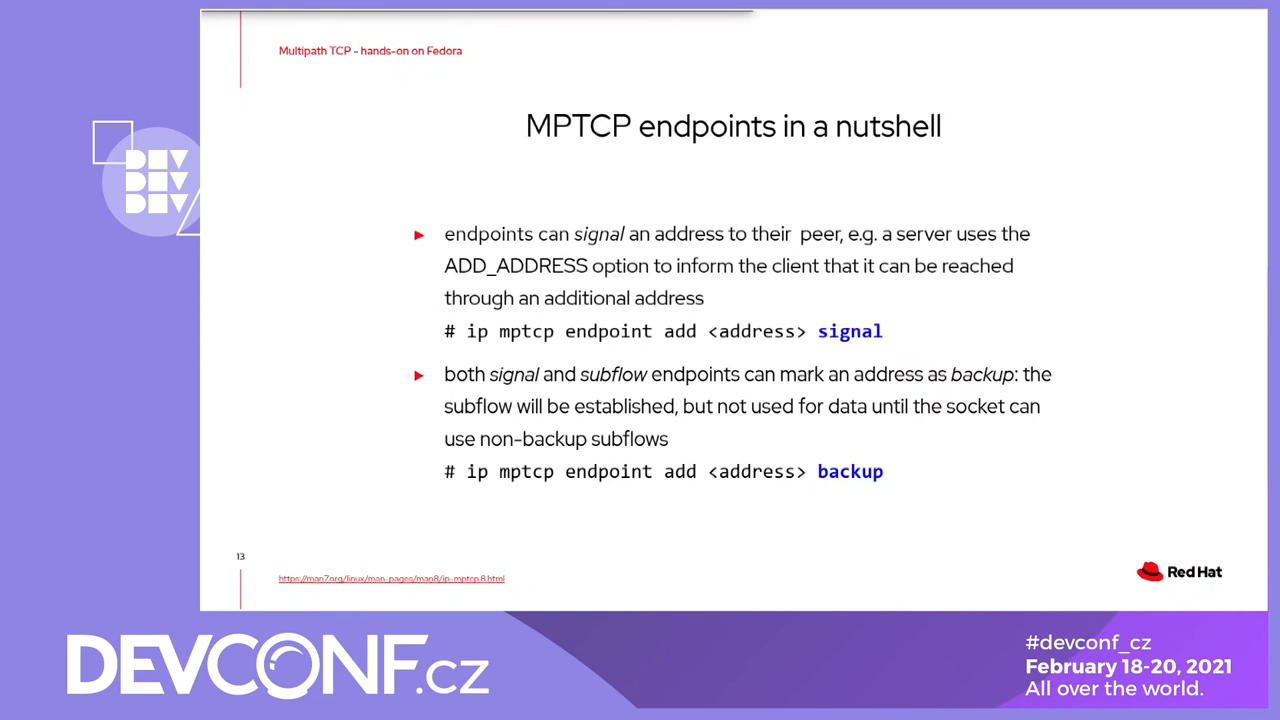 Multipath TCP - hands-on on Fedora
MPTCP endpoints in a nutshell
DEV
DEV
DEV
► endpoints can signal an address to their peer, e.g. a server uses the
ADD_ADDRESS option to inform the client that it can be reached
through an additional address
# ip mptcp endpoint add <address> signal
► both signal and subflow endpoints can mark an address as backup: the
subflow will be established, but not used for data until the socket can
use non-backup subflows
# ip mptcp endpoint add <address> backup
13
https://man7.org/linux/man-pages/man8/ip-mptcp.8.html
Red Hat
DEVCONF.cz
#devconf_cz
February 18-20, 2021
All over the world.